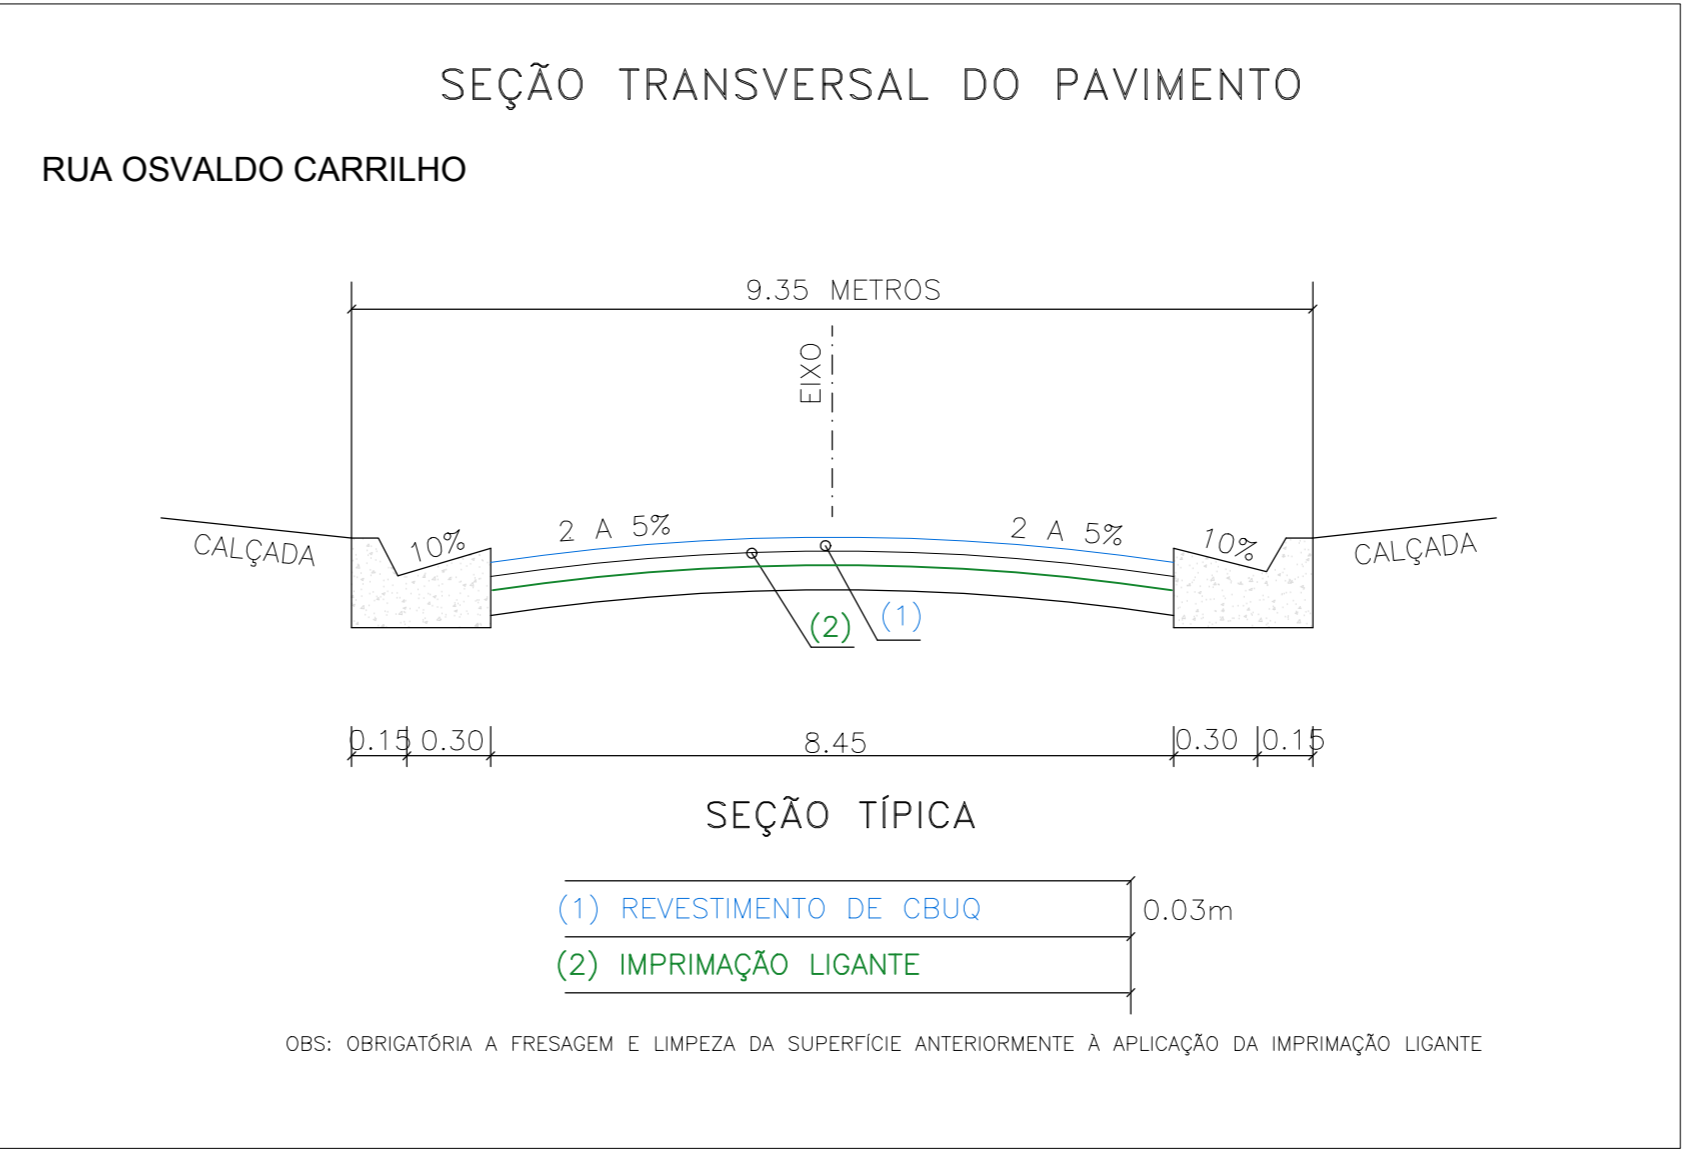 SEÇÃO TRANSVERSAL DO PAVIMENTO
RUA OSVALDO CARRILHO
9.35 METROS
EIXO
CALÇADA
10%
2 A 5%
2 A 5%
10%
CALÇADA
(2)
(1)
0.15
0.30
8.45
0.30
0.15
SEÇÃO TÍPICA
(1) REVESTIMENTO DE CBUQ
0.03m
(2) IMPRIMAÇÃO LIGANTE
OBS: OBRIGATÓRIA A FRESAGEM E LIMPEZA DA SUPERFÍCIE ANTERIORMENTE À APLICAÇÃO DA IMPRIMAÇÃO LIGANTE